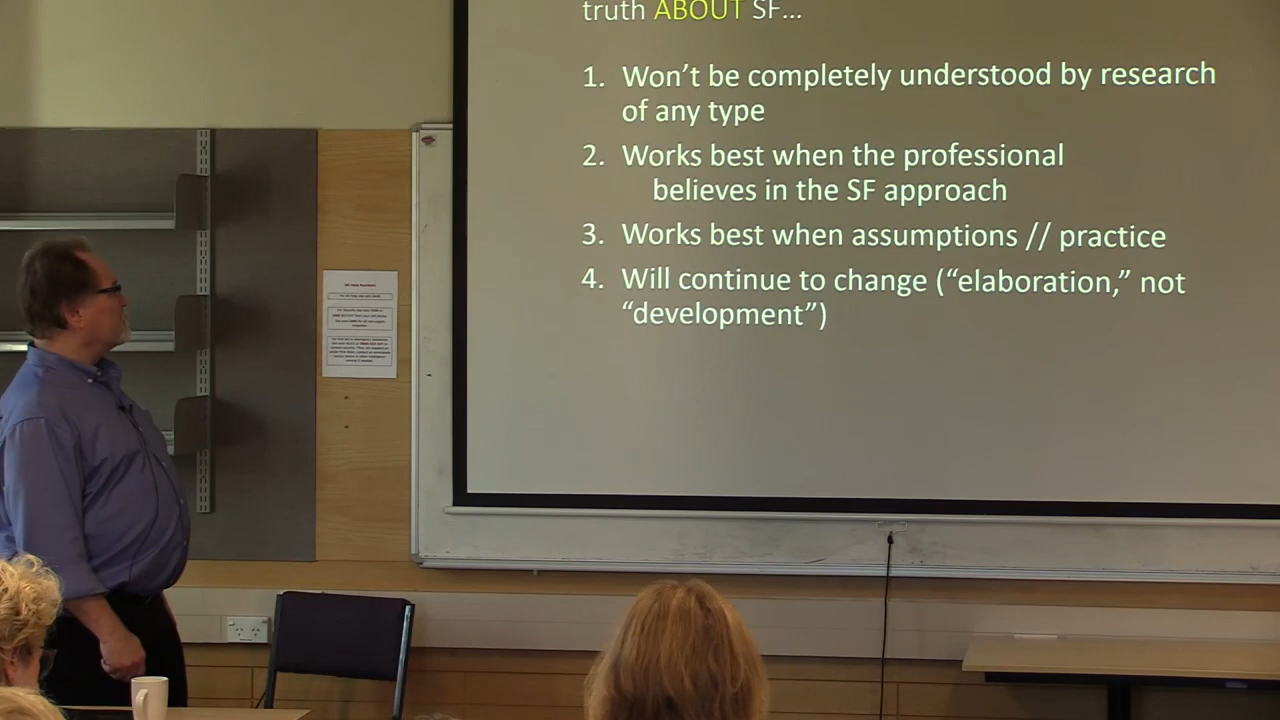 truth ABOUT SF...
1. Won't be completely understood by research
of any type
2. Works best when the professional
believes in the SF approach
3. Works best when assumptions // practice
4. Will continue to change (“elaboration,” not
“development”)